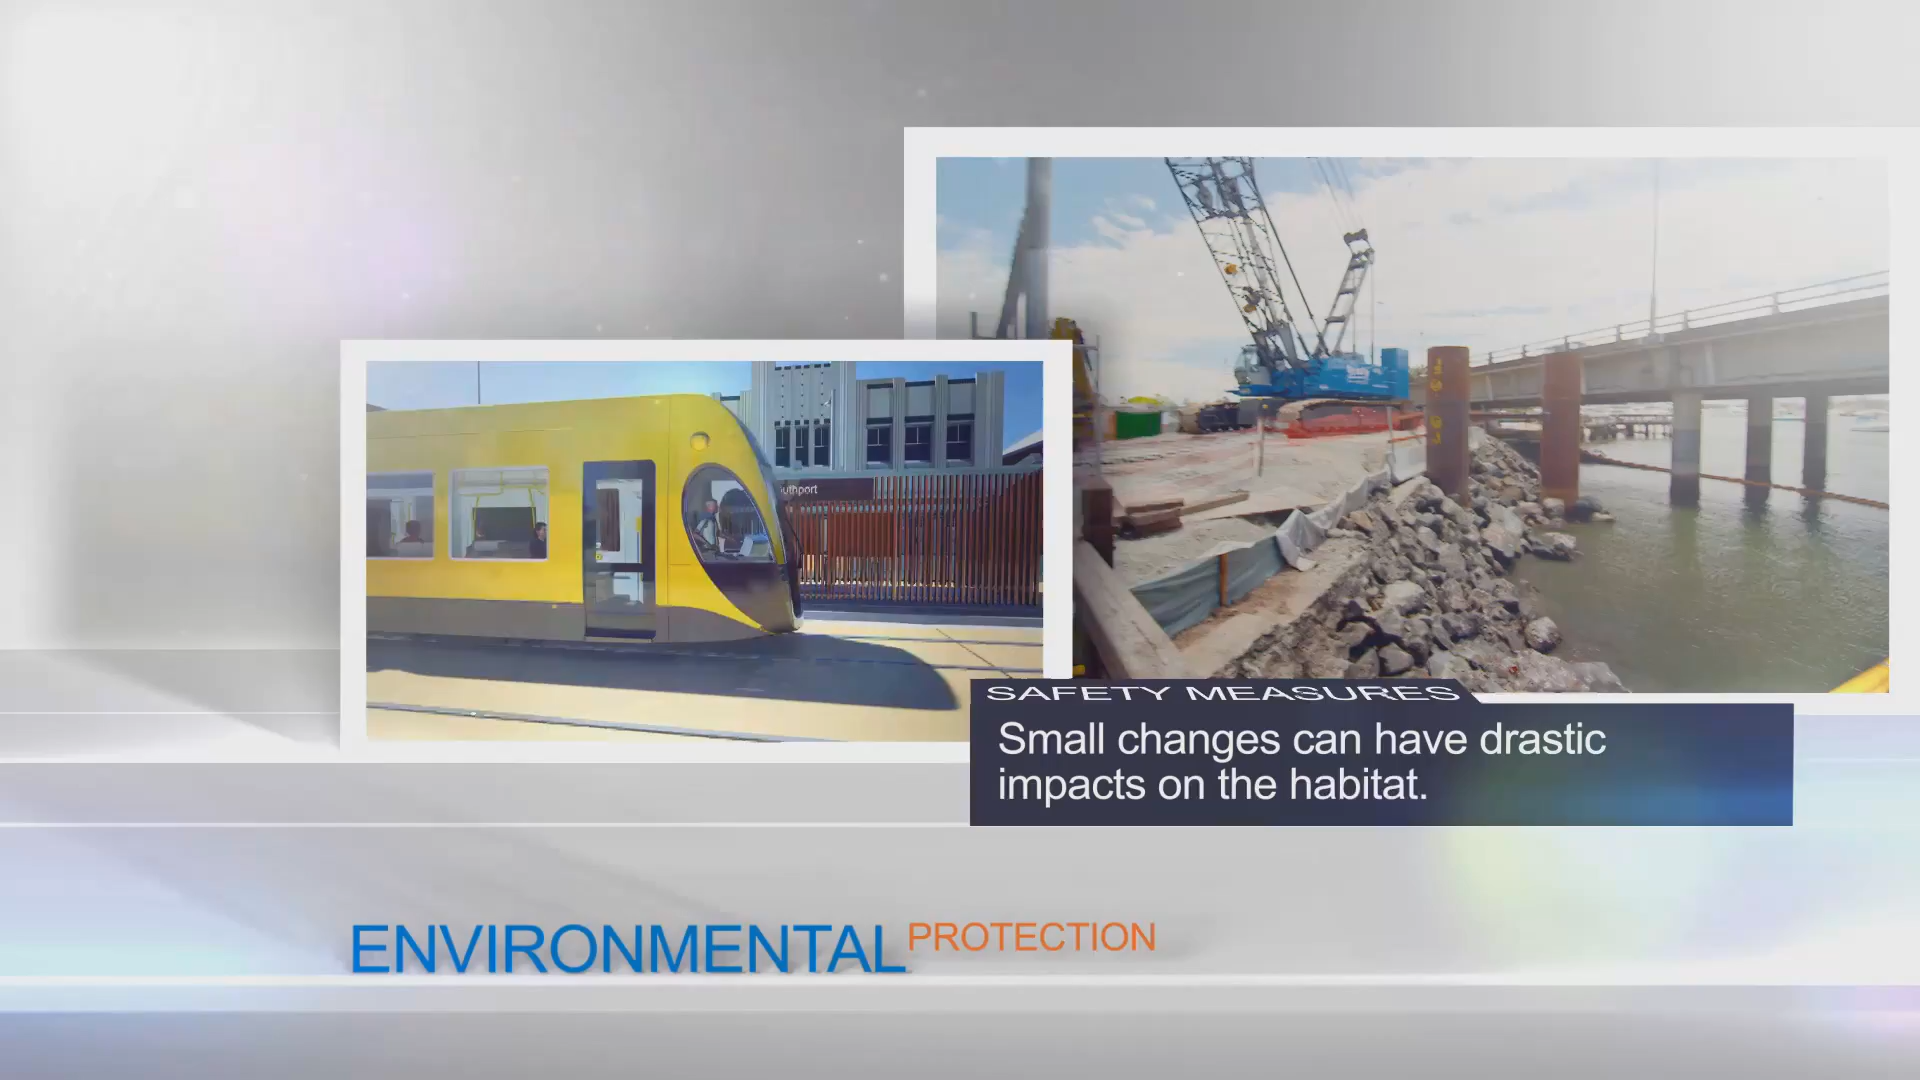 SAFETY MEASURES
Small changes can have drastic
impacts on the habitat.
ENVIRONMENTAL PROTECTION